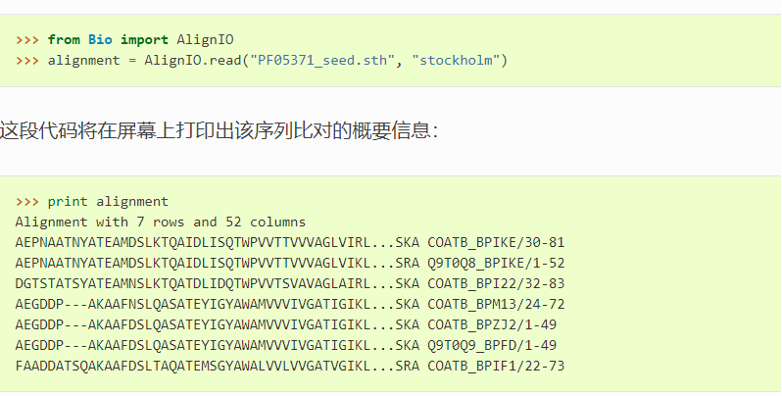 >>> from Bio import AlignIO
>>> alignment = AlignIO.read("PF05371_seed.sth", "stockholm")
这段代码将在屏幕上打印出该序列比对的概要信息：
>>> print alignment
Alignment with 7 rows and 52 columns
AEPNAATNYATEAMDSLKTQAIDLISQTWPVVTTVVVAGLVIRL...SKA COATB_BPIKE/30-81
AEPNAATNYATEAMDSLKTQAIDLISQTWPVVTTVVVAGLVIKL...SRA Q9T0Q8_BPIKE/1-52
DGTSTATSYATEAMNSLKTQATDLIDQTWPVVTSVAVAGLAIRL...SKA COATB_BPI22/32-83
AEGDDP---AKAAFNSLQASATEYIGYAWAMVVVIVGATIGIKL...SKA COATB_BPM13/24-72
AEGDDP---AKAAFDSLQASATEYIGYAWAMVVVIVGATIGIKL...SKA COATB_BPZJ2/1-49
AEGDDP---AKAAFDSLQASATEYIGYAWAMVVVIVGATIGIKL...SKA Q9T0Q9_BPFD/1-49
FAADDATSQAKAAFDSLTAQATEMSGYAWALVVLVVGATVGIKL...SRA COATB_BPIF1/22-73